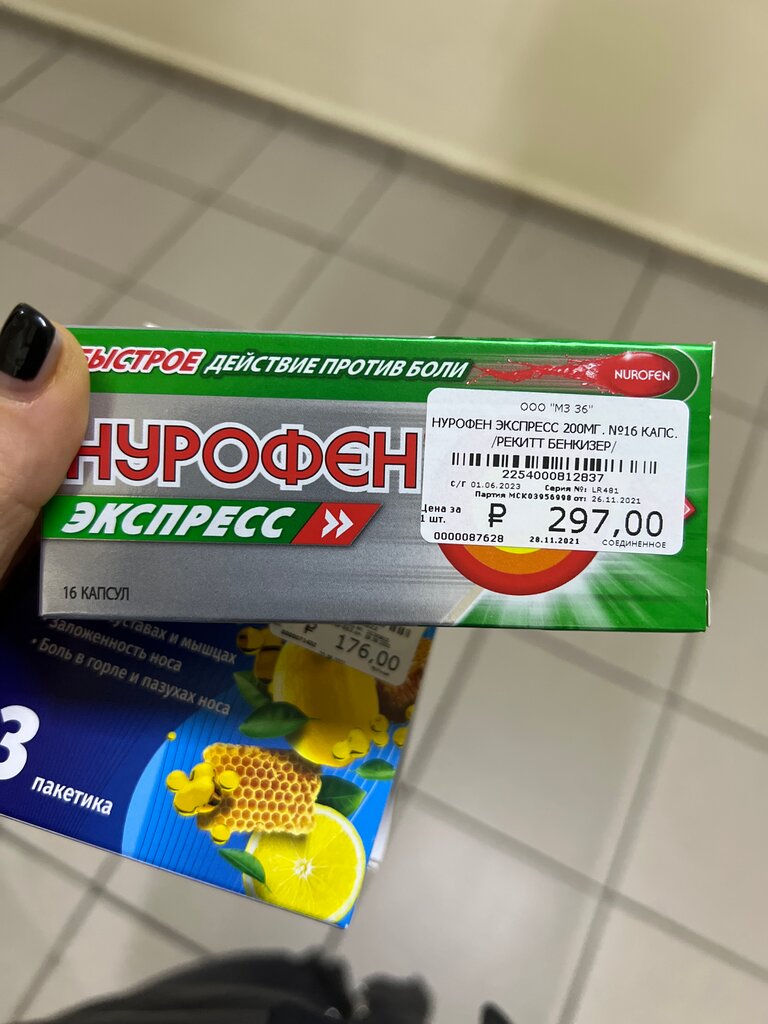 БЫСТРОЕ ДЕЙСТВИЕ ПРОТИВ БОЛИ
NUROFEN
НУРОФЕН
ЭКСПРЕСС
16 КАПСУЛ
ООО "МЗ 36"
НУРОФЕН ЭКСПРЕСС 200МГ. №16 КАПС.
/РЕКИТТ БЕНКИЗЕР/
2254000812837
С/Г 01.06.2023 Серия №: LR481
Партия МСК03956998 от: 26.11.2021
Цена за
1 шт.
₽ 297,00
0000087628 28.11.2021 СОЕДИНЕННОЕ
суставах и мышцах
заложенность носа
• Боль в горле и пазухах носа
₽ 176,00
3 пакетика